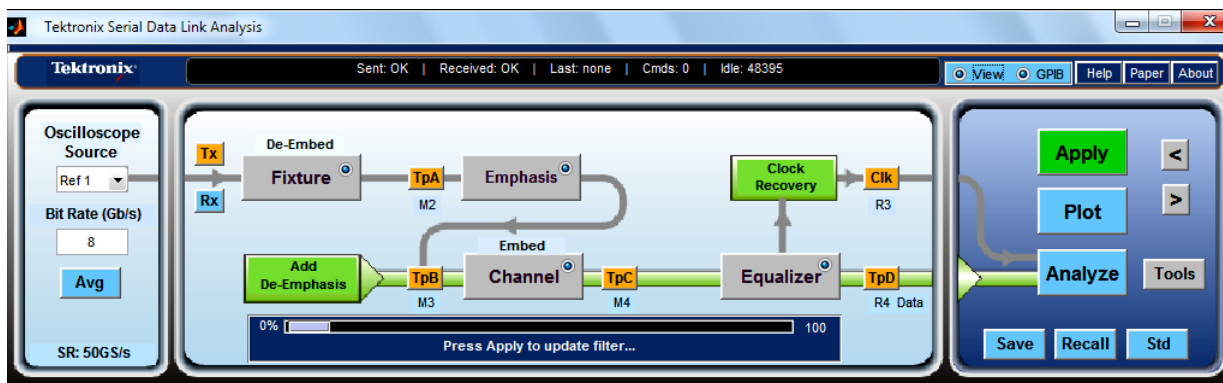 Tektronix Serial Data Link Analysis
Tektronix
Sent: OK | Received: OK | Last: none | Cmds: 0 | Idle: 48395
View GPIB Help Paper About
Oscilloscope
Source
Ref 1
Bit Rate (Gb/s)
8
Avg
SR: 50GS/s
Tx
Rx
De-Embed
Fixture
TpA
M2
Emphasis
Clock
Recovery
Clk
R3
Add
De-Emphasis
TpB
M3
Embed
Channel
TpC
M4
Equalizer
TpD
R4 Data
0% 100
Press Apply to update filter...
Apply
<
Plot
>
Analyze
Tools
Save Recall Std